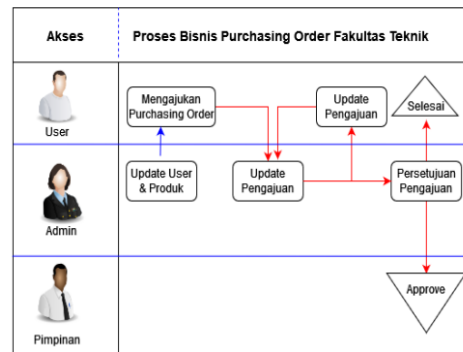 Akses
Proses Bisnis Purchasing Order Fakultas Teknik
User
Mengajukan
Purchasing Order
Update
Pengajuan
Selesai
Admin
Update User
& Produk
Update
Pengajuan
Persetujuan
Pengajuan
Pimpinan
Approve